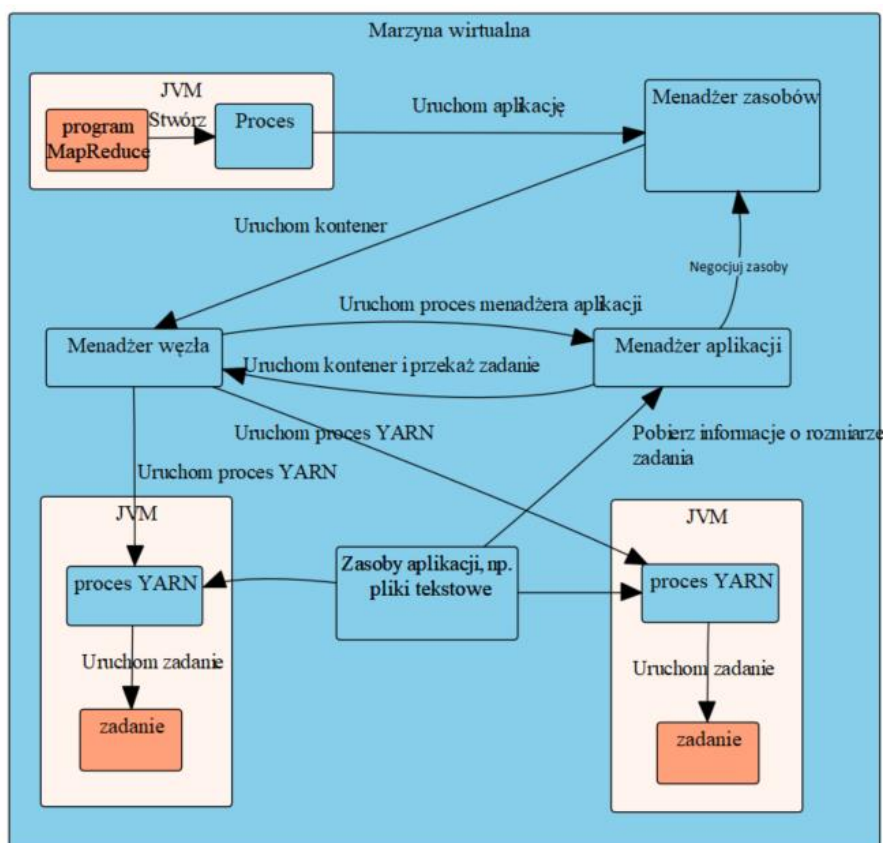 Marzyna wirtualna
JVM
Stwórz
program
MapReduce
Proces
Uruchom aplikację
Menadżer zasobów
Uruchom kontener
Negocjuj zasoby
Uruchom proces menadżera aplikacji
Menadżer węzła
Menadżer aplikacji
Uruchom kontener i przekaż zadanie
Uruchom proces YARN
Pobierz informacje o rozmiarze
zadania
Uruchom proces YARN
JVM
JVM
Zasoby aplikacji, np.
pliki tekstowe
proces YARN
proces YARN
Uruchom zadanie
Uruchom zadanie
zadanie
zadanie